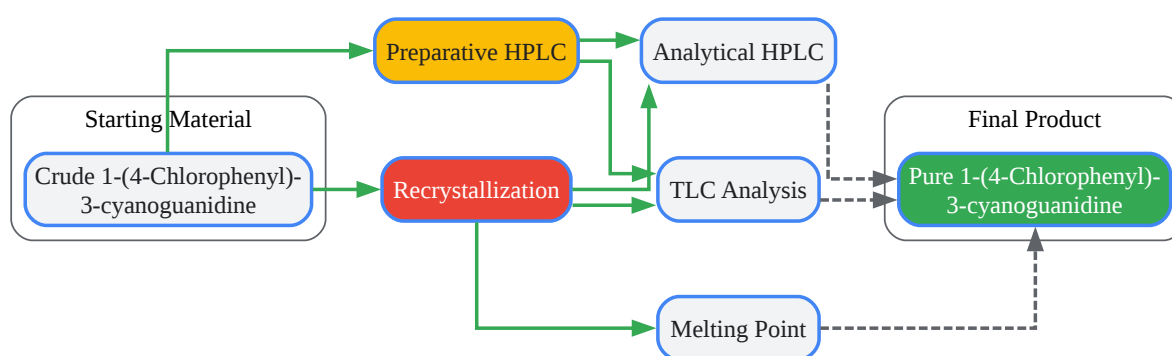 Preparative HPLC
Analytical HPLC
Starting Material
Final Product
Crude 1-(4-Chlorophenyl)-
3-cyanoguanidine
Recrystallization
TLC Analysis
Pure 1-(4-Chlorophenyl)-
3-cyanoguanidine
Melting Point